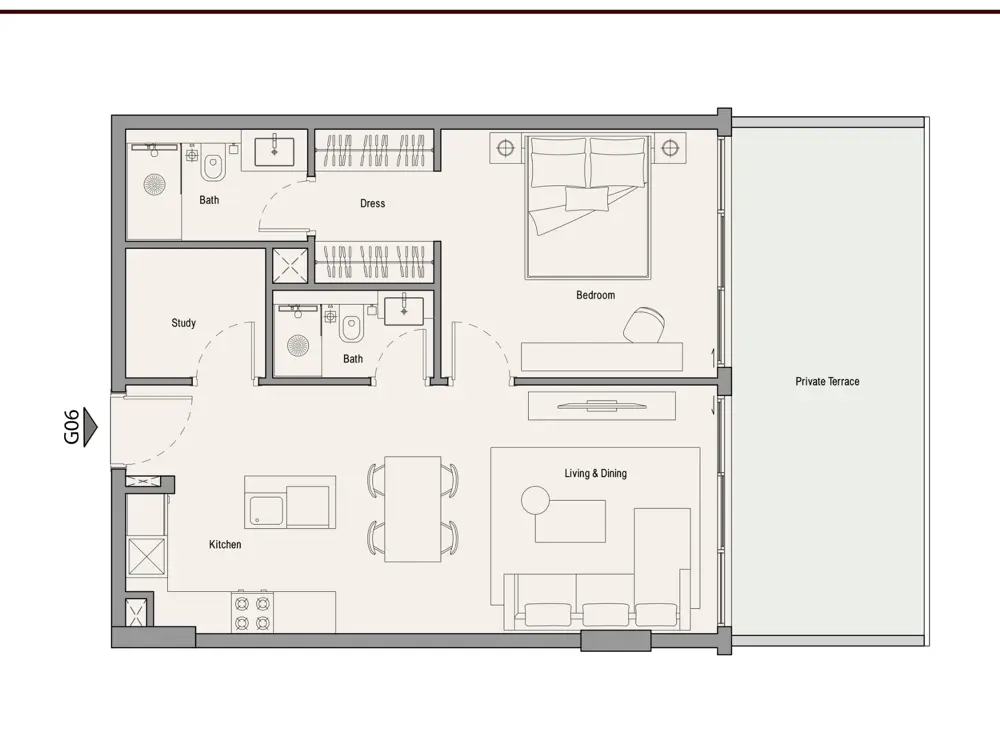 Bath
Dress
Bedroom
Study
Bath
Private Terrace
G06
Living & Dining
Kitchen